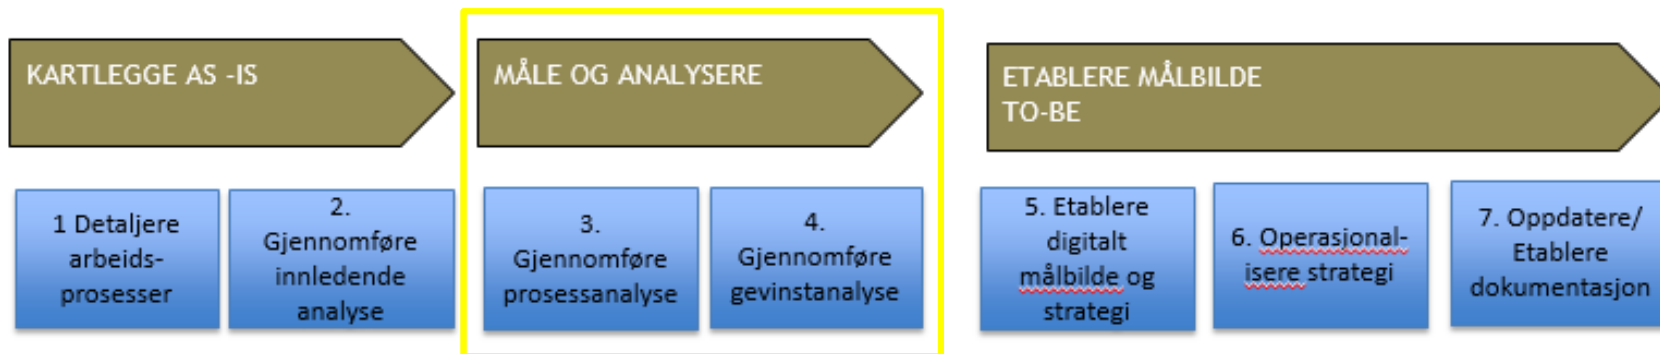 KARTLEGGE AS -IS
MÅLE OG ANALYSERE
ETABLERE MÅLBILDE
TO-BE
1 Detaljere
arbeids-
prosesser
2.
Gjennomføre
innledende
analyse
3.
Gjennomføre
prosessanalyse
4.
Gjennomføre
gevinstanalyse
5. Etablere
digitalt
målbilde og
strategi
6. Operasjonal-
isere strategi
7. Oppdatere/
Etablere
dokumentasjon